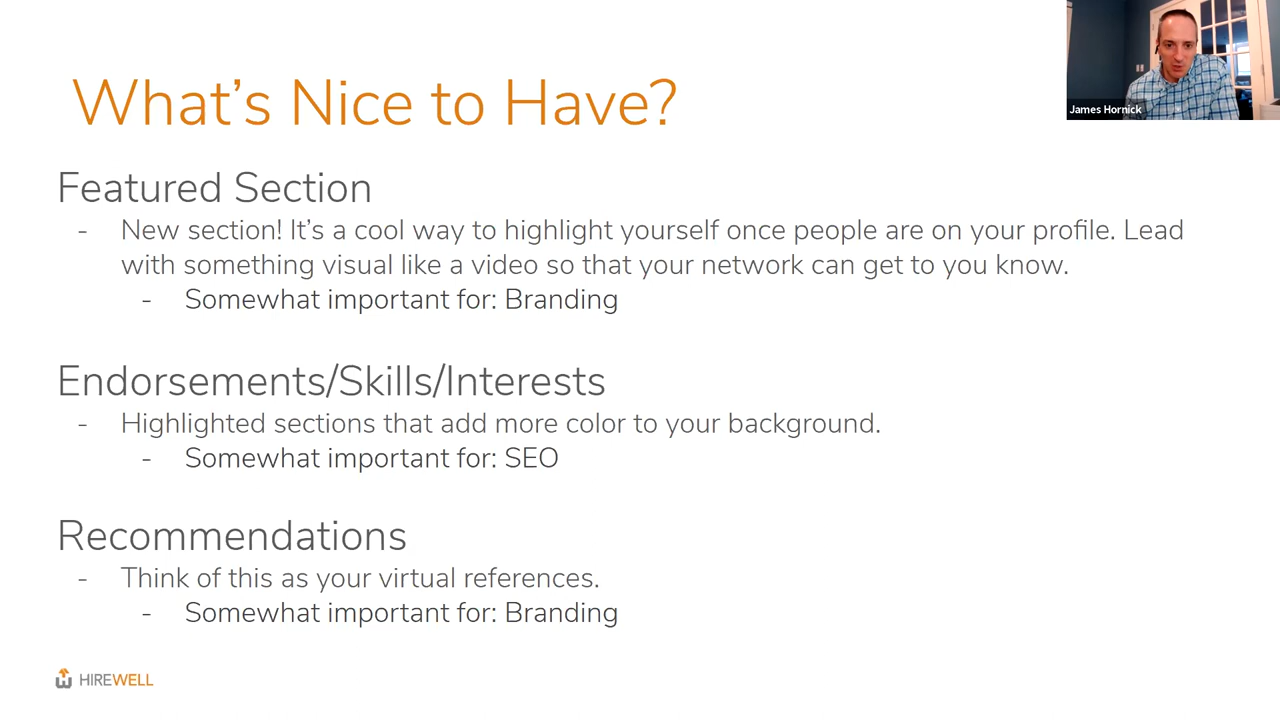 What's Nice to Have?
James Hornick
Featured Section
- New section! It's a cool way to highlight yourself once people are on your profile. Lead
with something visual like a video so that your network can get to you know.
- Somewhat important for: Branding
Endorsements/Skills/Interests
- Highlighted sections that add more color to your background.
- Somewhat important for: SEO
Recommendations
- Think of this as your virtual references.
- Somewhat important for: Branding
HIREWELL